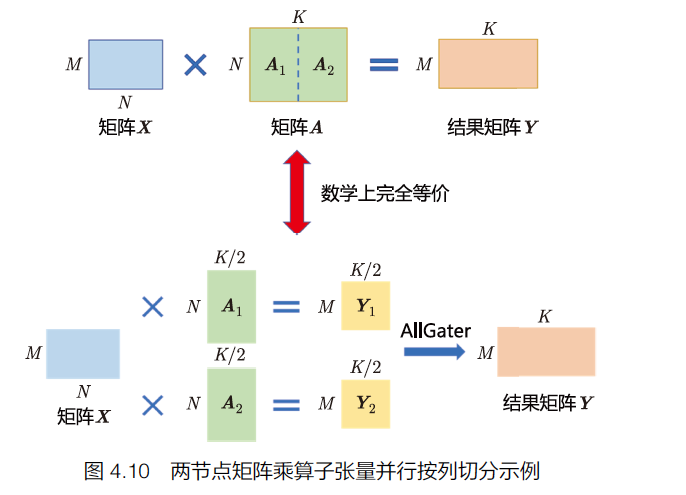 K
M
N
A₁
A₂
M
K
×
=
N
矩阵X
矩阵A
结果矩阵Y
数学上完全等价
K/2
K/2
× N A₁ = M Y₁
AllGater
K
M
M
K/2
K/2
N
× N A₂ = M Y₂
矩阵X
结果矩阵Y
图 4.10 两节点矩阵乘算子张量并行按列切分示例